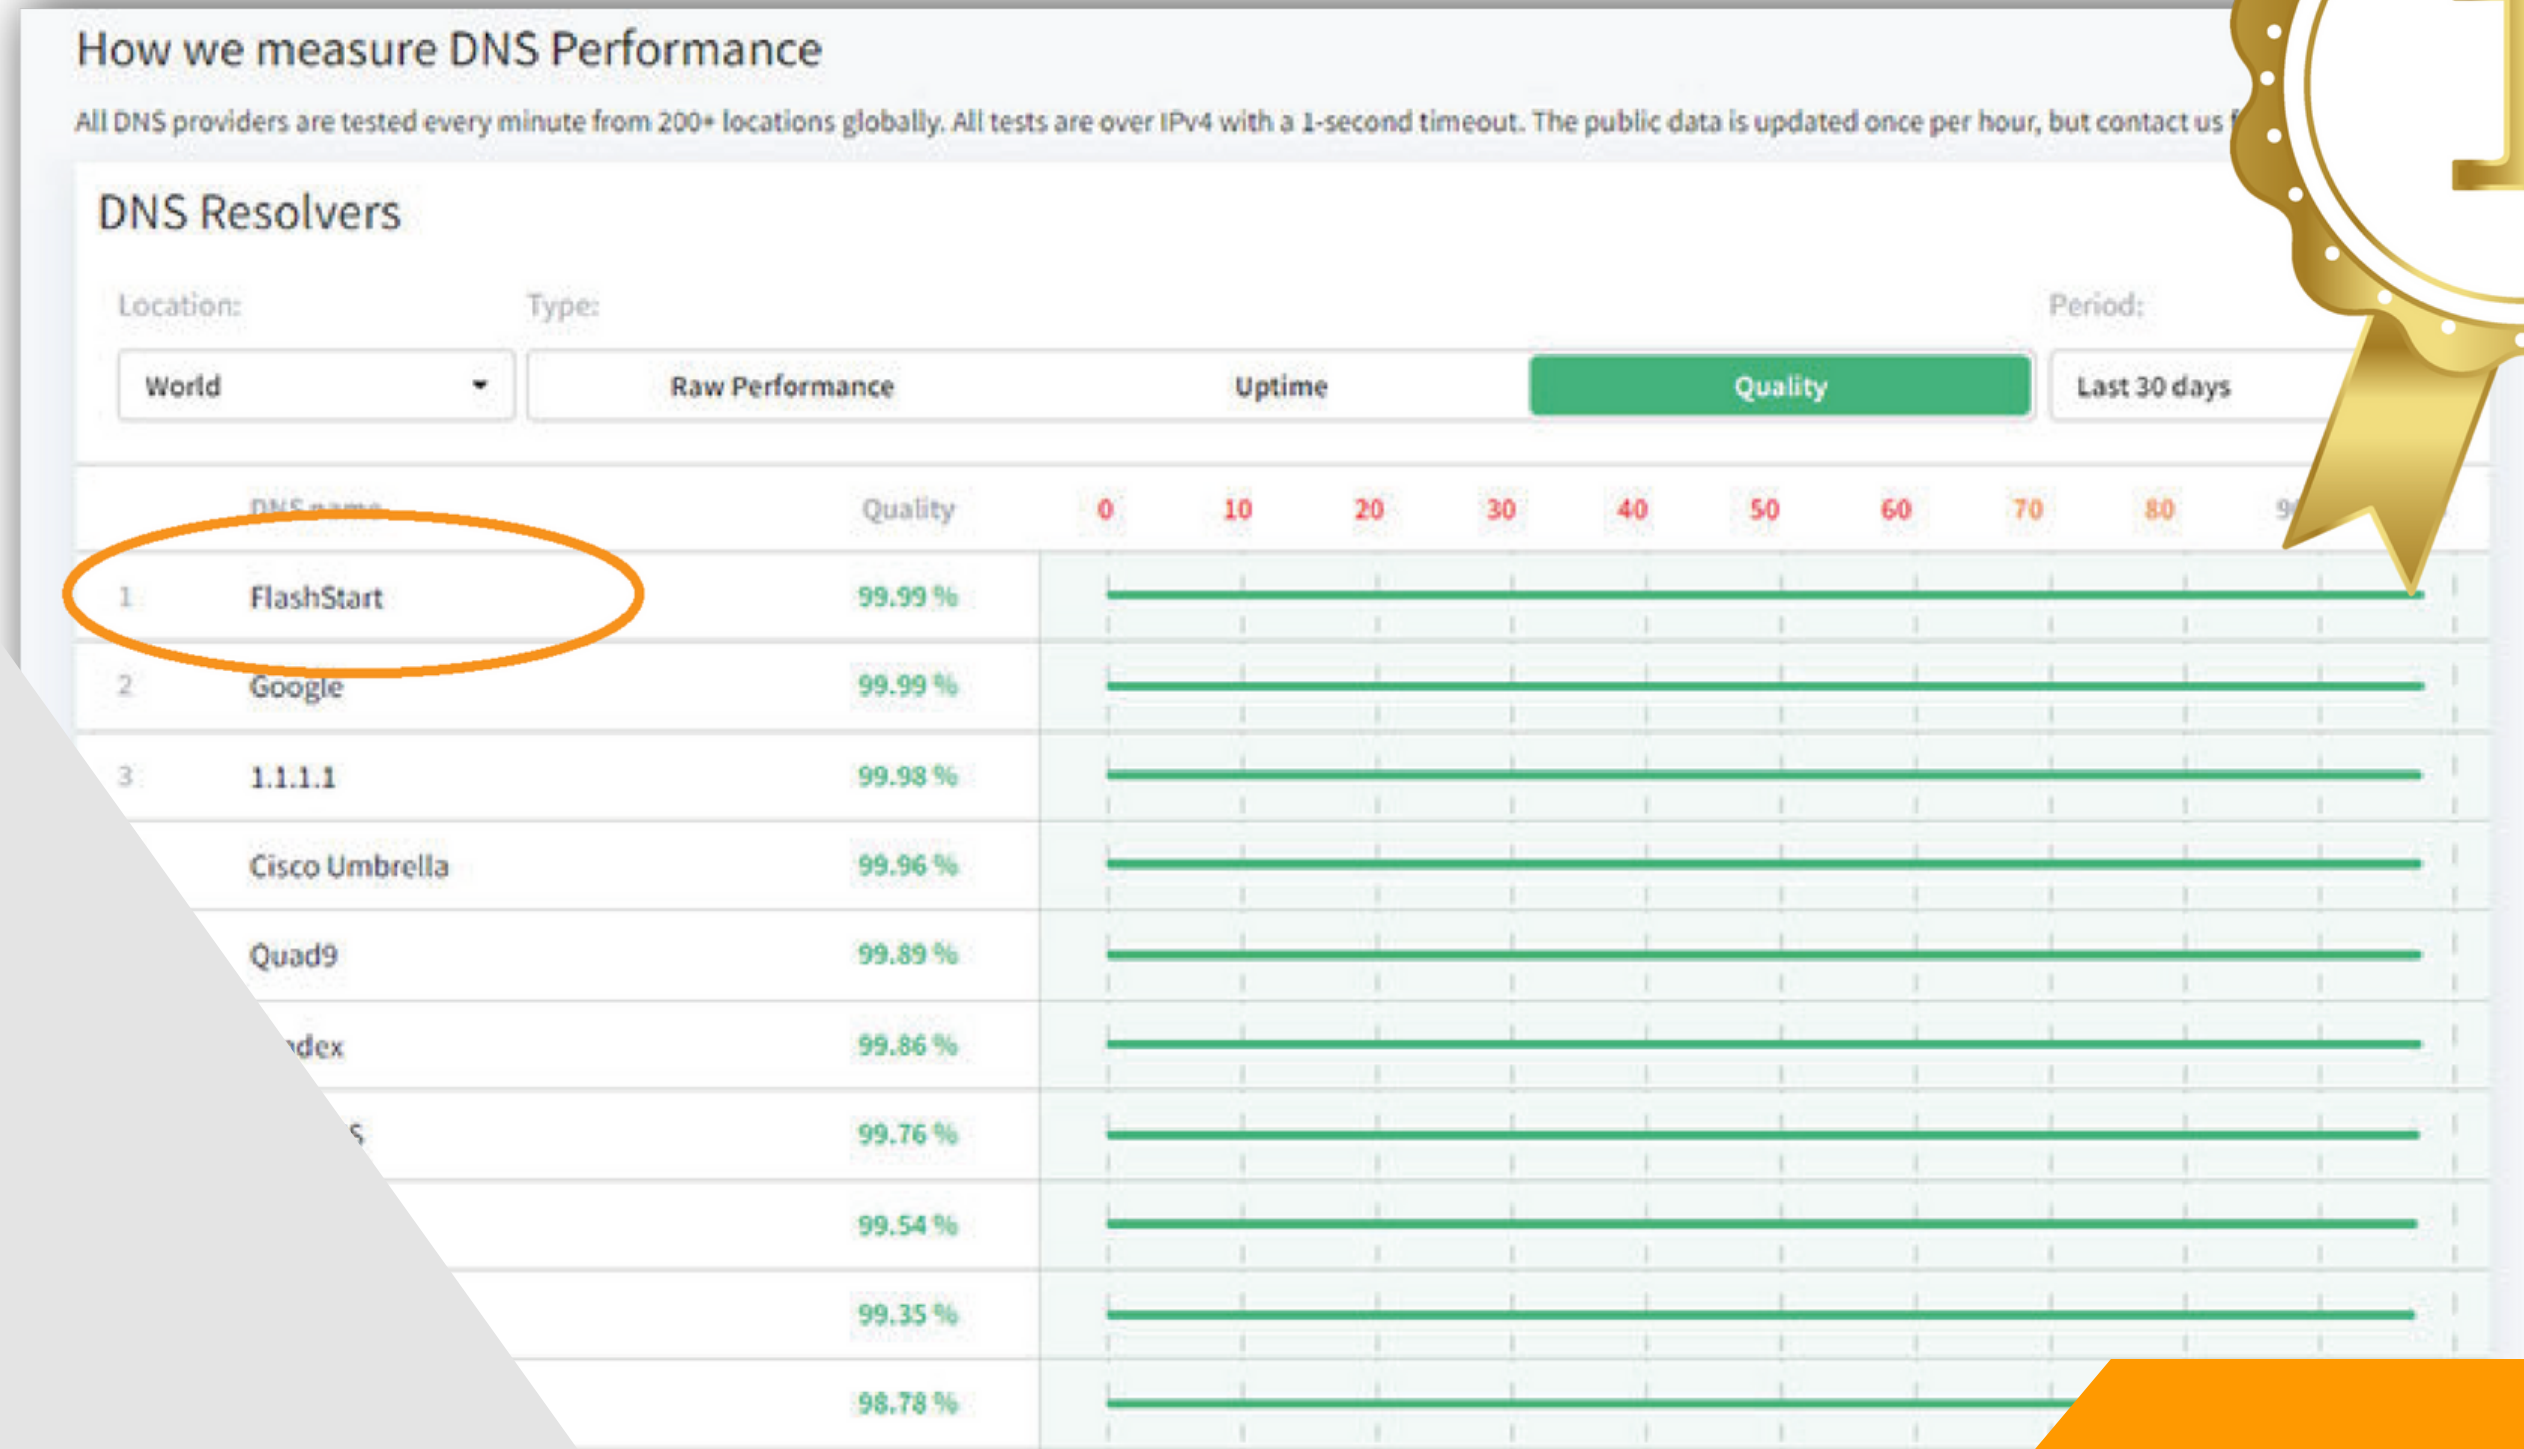 How we measure DNS Performance
All DNS providers are tested every minute from 200+ locations globally. All tests are over IPv4 with a 1-second timeout. The public data is updated once per hour, but contact us
1
DNS Resolvers
Location: Type: Period:
World Raw Performance Uptime Quality Last 30 days
DNS name Quality 0 10 20 30 40 50 60 70 80
1 FlashStart 99.99 %
2 Google 99.99 %
3 1.1.1.1 99.98 %
Cisco Umbrella 99.96 %
Quad9 99.89 %
ndex 99.86 %
S 99.76 %
99.54 %
99.35 %
98.78 %